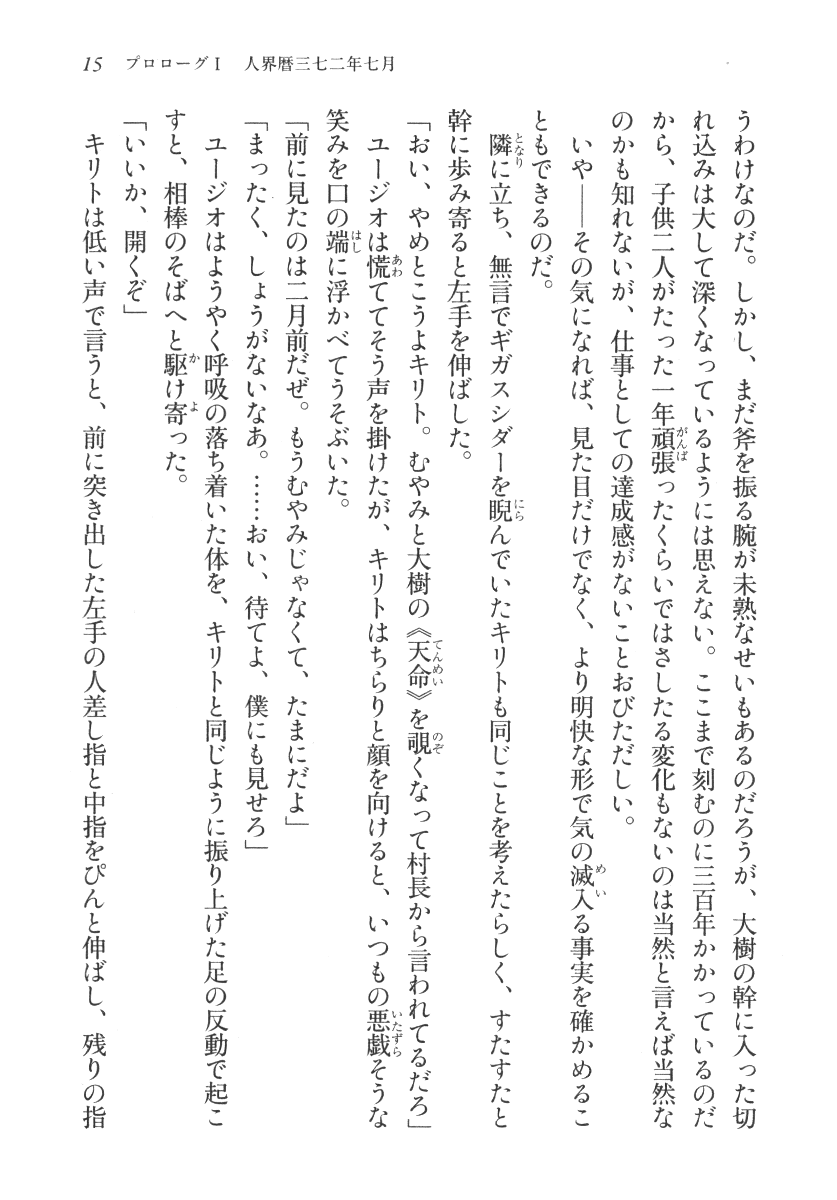 15　プロローグⅠ　人界暦三七二年七月
うわけなのだ。しかし、まだ斧を振る腕が未熟なせいもあるのだろうが、大樹の幹に入った切
れ込みは大して深くなっているようには思えない。ここまで刻むのに三百年かかっているのだ
から、子供二人がたった一年頑張ったくらいではさしたる変化もないのは当然と言えば当然な
のかも知れないが、仕事としての達成感がないことおびただしい。
　いや――その気になれば、見た目だけでなく、より明快な形で気の滅入る事実を確かめるこ
ともできるのだ。
　隣に立ち、無言でギガスシダーを睨んでいたキリトも同じことを考えたらしく、すたすたと
幹に歩み寄ると左手を伸ばした。
「おい、やめとこうよキリト。むやみと大樹の《天命》を覗くなって村長から言われてるだろ」
　ユージオは慌ててそう声を掛けたが、キリトはちらりと顔を向けると、いつもの悪戯そうな
笑みを口の端に浮かべてうそぶいた。
「前に見たのは二月前だぜ。もうむやみじゃなくて、たまにだよ」
「まったく、しょうがないなあ。……おい、待てよ、僕にも見せろ」
　ユージオはようやく呼吸の落ち着いた体を、キリトと同じように振り上げた足の反動で起こ
すと、相棒のそばへと駆け寄った。
「いいか、開くぞ」
　キリトは低い声で言うと、前に突き出した左手の人差し指と中指をぴんと伸ばし、残りの指